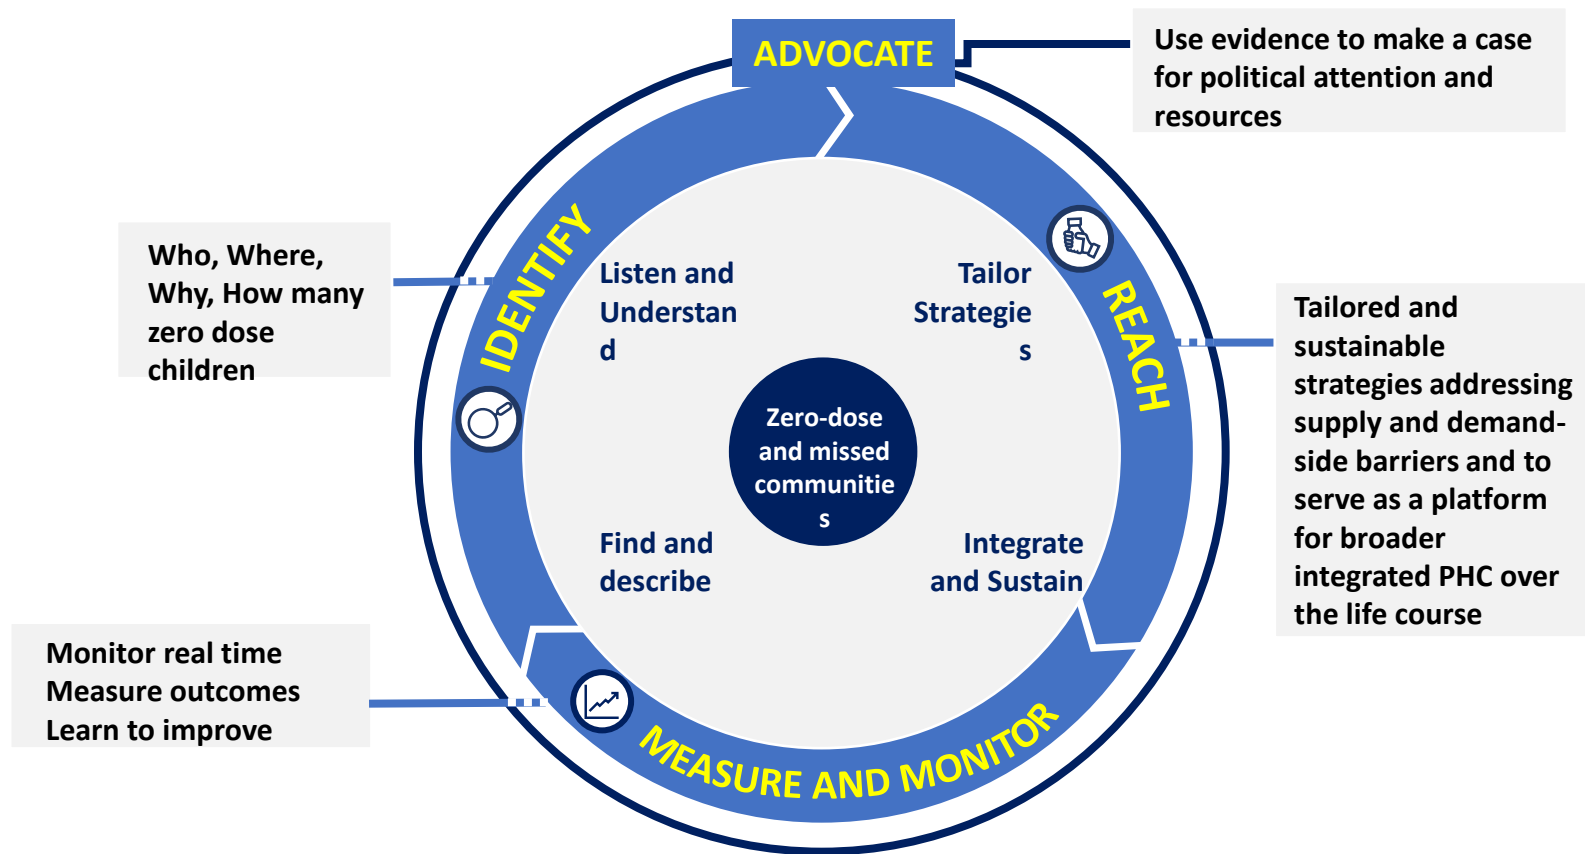 ADVOCATE
Use evidence to make a case
for political attention and
resources
IDENTIFY
Who, Where,
Why, How many
zero dose
children
Listen and
Understan
d
Tailor
Strategie
s
REACH
Tailored and
sustainable
strategies addressing
supply and demand-
side barriers and to
serve as a platform
for broader
integrated PHC over
the life course
Zero-dose
and missed
communitie
s
Find and
describe
Integrate
and Sustain
Monitor real time
Measure outcomes
Learn to improve
MEASURE AND MONITOR